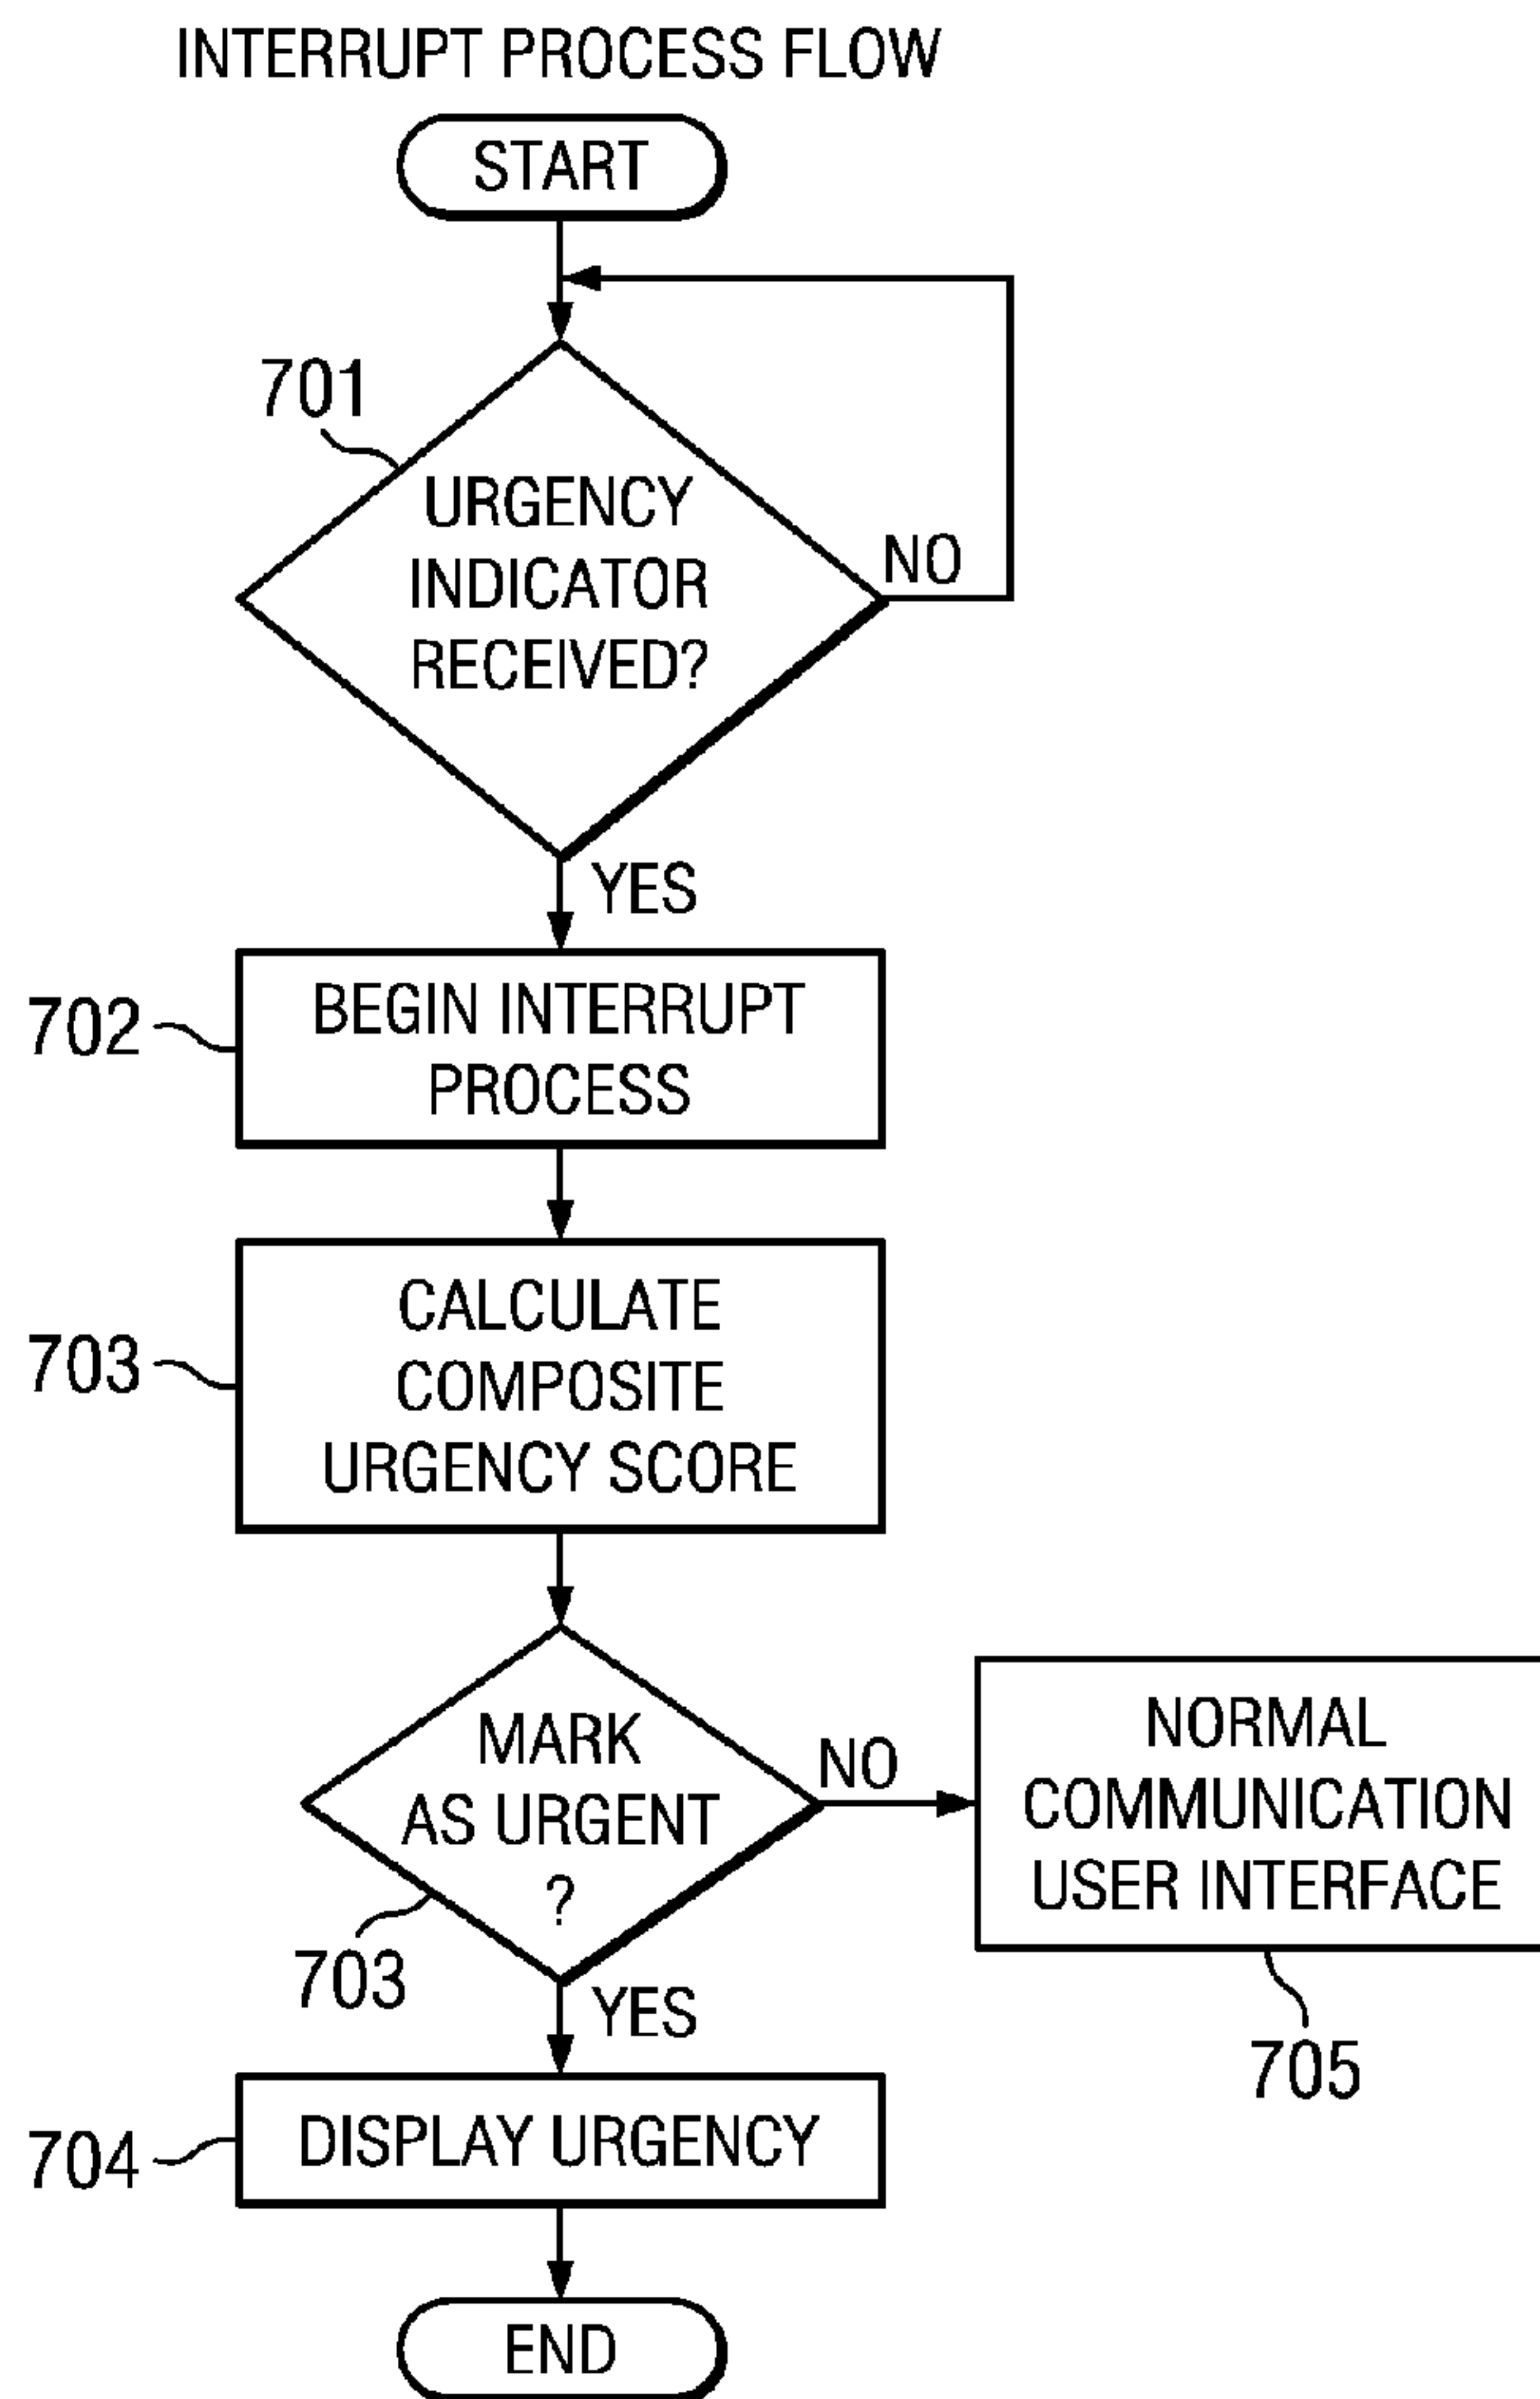 INTERRUPT PROCESS FLOW
START
701
URGENCY
INDICATOR
RECEIVED?
NO
YES
702
BEGIN INTERRUPT
PROCESS
703
CALCULATE
COMPOSITE
URGENCY SCORE
MARK
AS URGENT
?
NO
703
YES
NORMAL
COMMUNICATION
USER INTERFACE
705
704
DISPLAY URGENCY
END